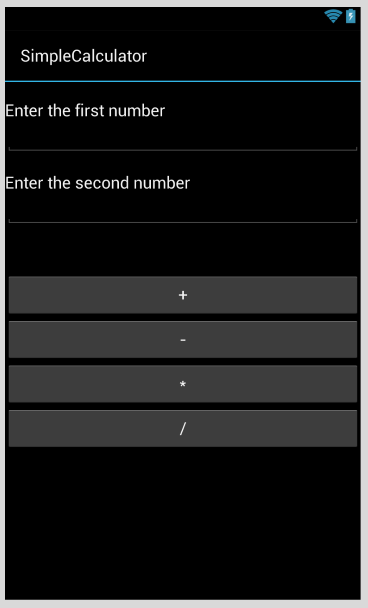 SimpleCalculator
Enter the first number
Enter the second number
+
-
*
/